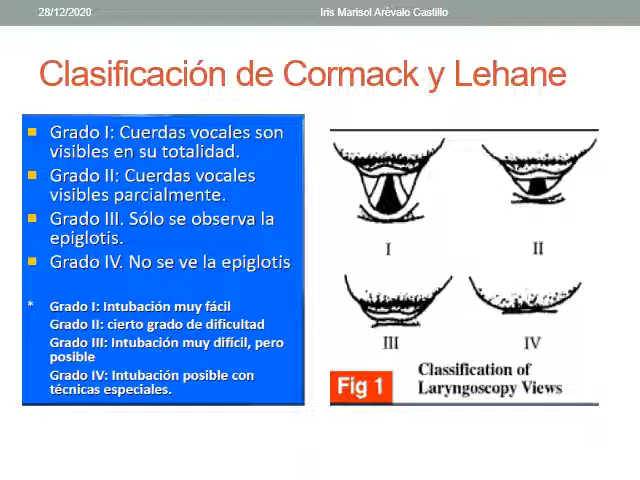 28/12/2020
Iris Marisol Arévalo Castillo
Clasificación de Cormack y Lehane
Grado I: Cuerdas vocales son
visibles en su totalidad.
Grado II: Cuerdas vocales
visibles parcialmente.
Grado III. Sólo se observa la
epiglotis.
Grado IV. No se ve la epiglotis
* Grado I: Intubación muy fácil
Grado II: cierto grado de dificultad
Grado III: Intubación muy difícil, pero
posible
Grado IV: Intubación posible con
técnicas especiales.
I
II
III
IV
Fig 1
Classification of
Laryngoscopy Views